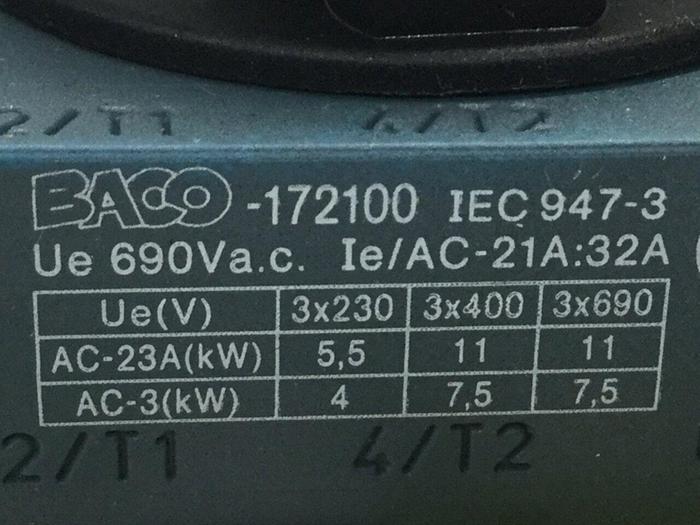 2/T1 4/T2
BACO -172100 IEC 947-3
Ue 690Va.c. Ie/AC-21A:32A
Ue(V) 3x230 3x400 3x690
AC-23A(kW) 5,5 11 11
AC-3(kW) 4 7,5 7,5
2/T1 4/T2